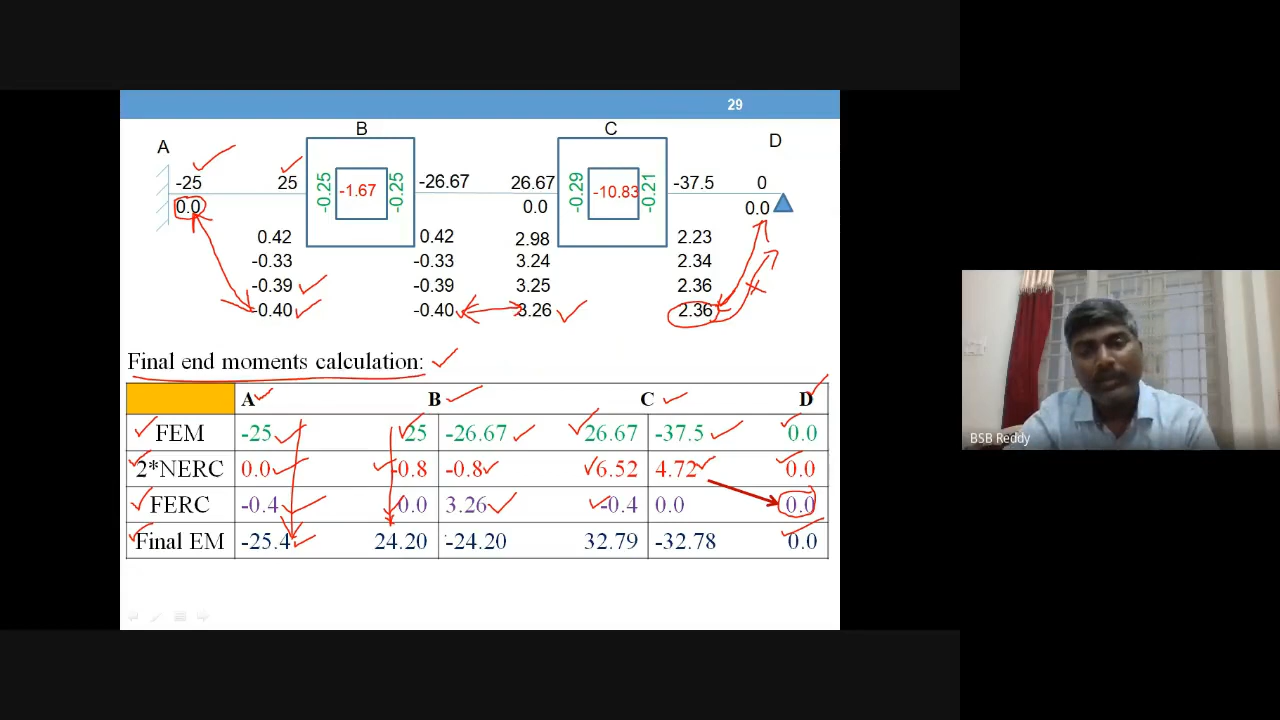 29
A B C D
-25 25 -0.25 -1.67 -0.25 -26.67 26.67 -0.29 -10.83 -0.21 -37.5 0
0.0 0.0 0.0
0.42 0.42 2.98 2.23
-0.33 -0.33 3.24 2.34
-0.39 -0.39 3.25 2.36
-0.40 -0.40 3.26 2.36
Final end moments calculation:
A B C D
FEM -25 25 -26.67 26.67 -37.5 0.0
2*NERC 0.0 -0.8 -0.8 6.52 4.72 0.0
FERC -0.4 0.0 3.26 -0.4 0.0 0.0
Final EM -25.4 24.20 -24.20 32.79 -32.78 0.0
BSB Reddy